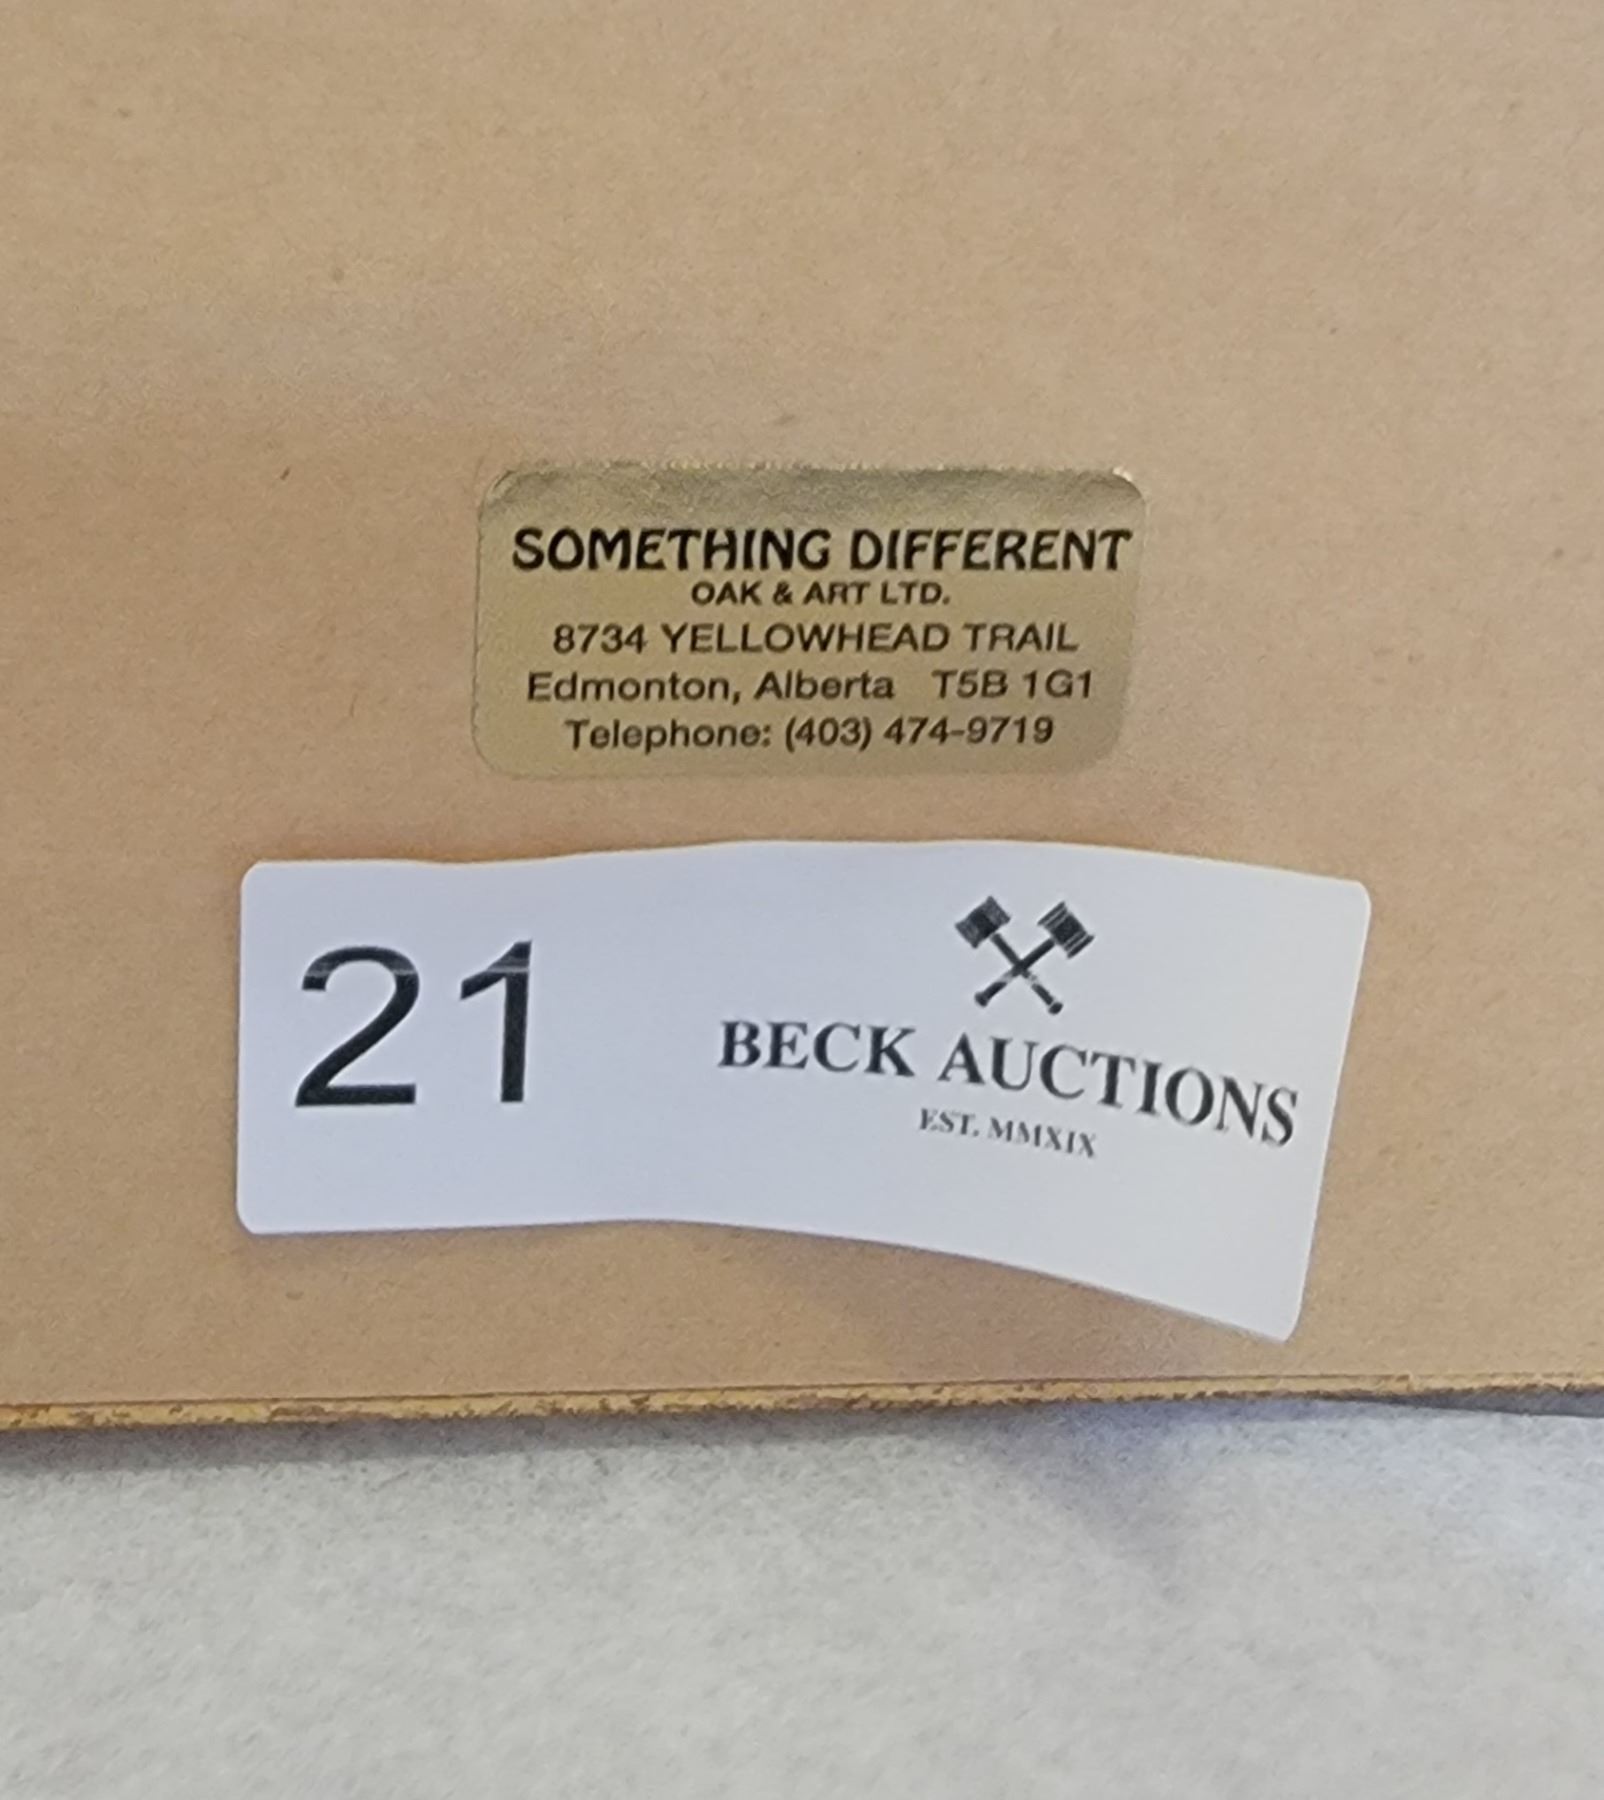 SOMETHING DIFFERENT
OAK & ART LTD.
8734 YELLOWHEAD TRAIL
Edmonton, Alberta T5B 1G1
Telephone: (403) 474-9719
21
BECK AUCTIONS
EST. MMXIX